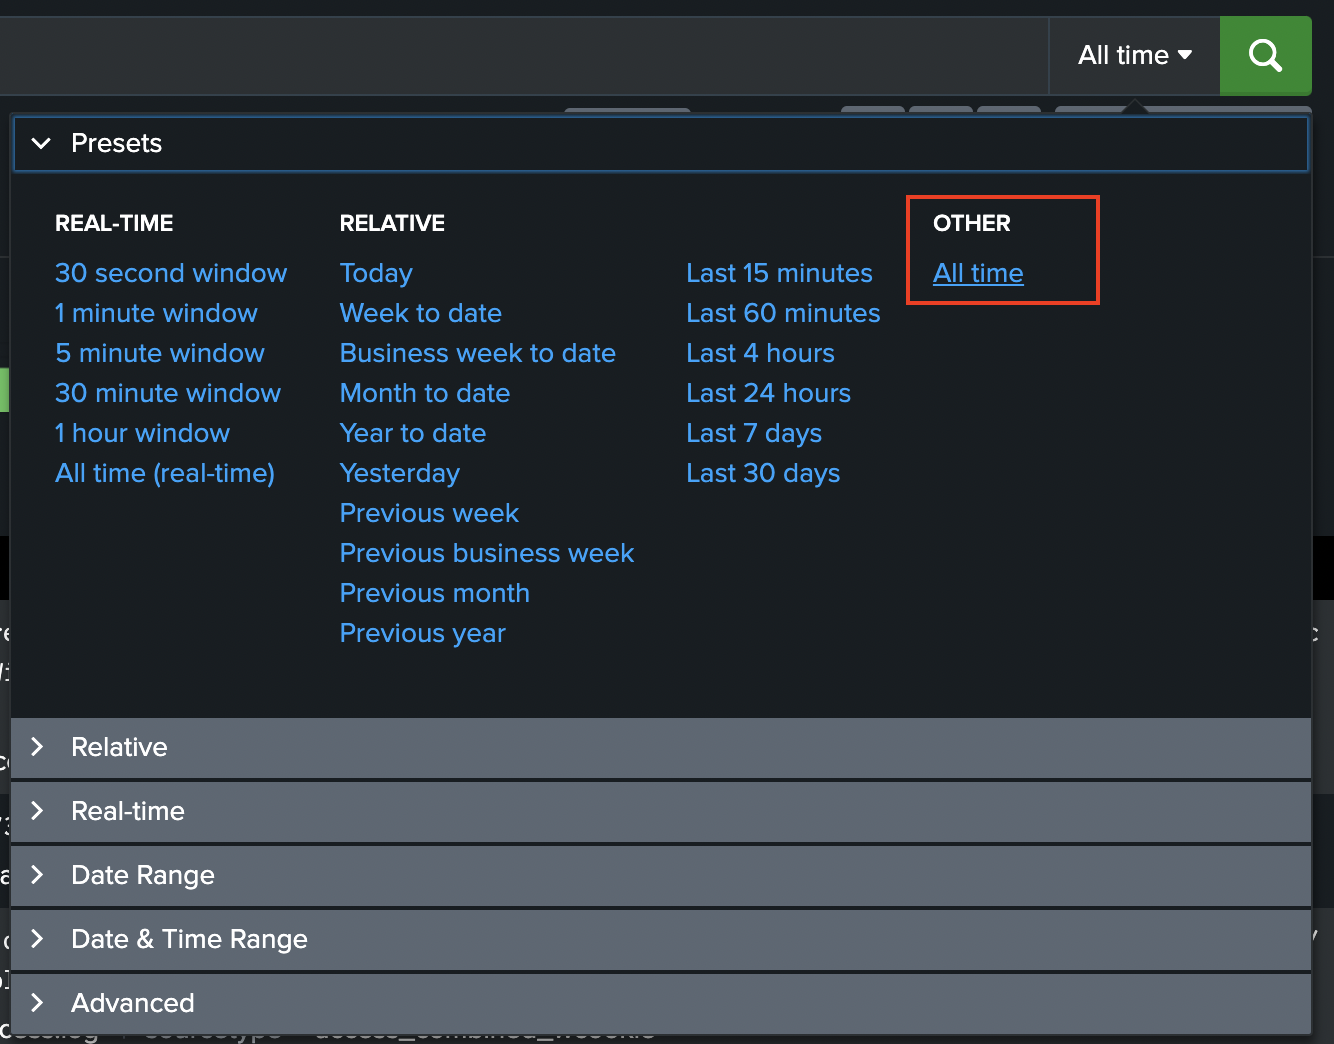 All time
Presets
REAL-TIME
30 second window
1 minute window
5 minute window
30 minute window
1 hour window
All time (real-time)
RELATIVE
Today
Week to date
Business week to date
Month to date
Year to date
Yesterday
Previous week
Previous business week
Previous month
Previous year
Last 15 minutes
Last 60 minutes
Last 4 hours
Last 24 hours
Last 7 days
Last 30 days
OTHER
All time
Relative
Real-time
Date Range
Date & Time Range
Advanced